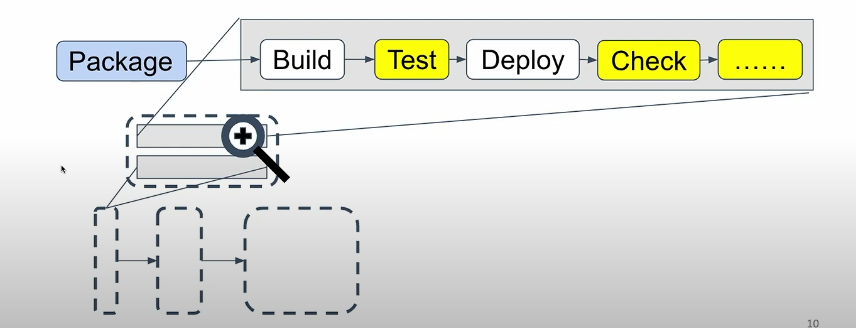 Package
Build
Test
Deploy
Check
......
10